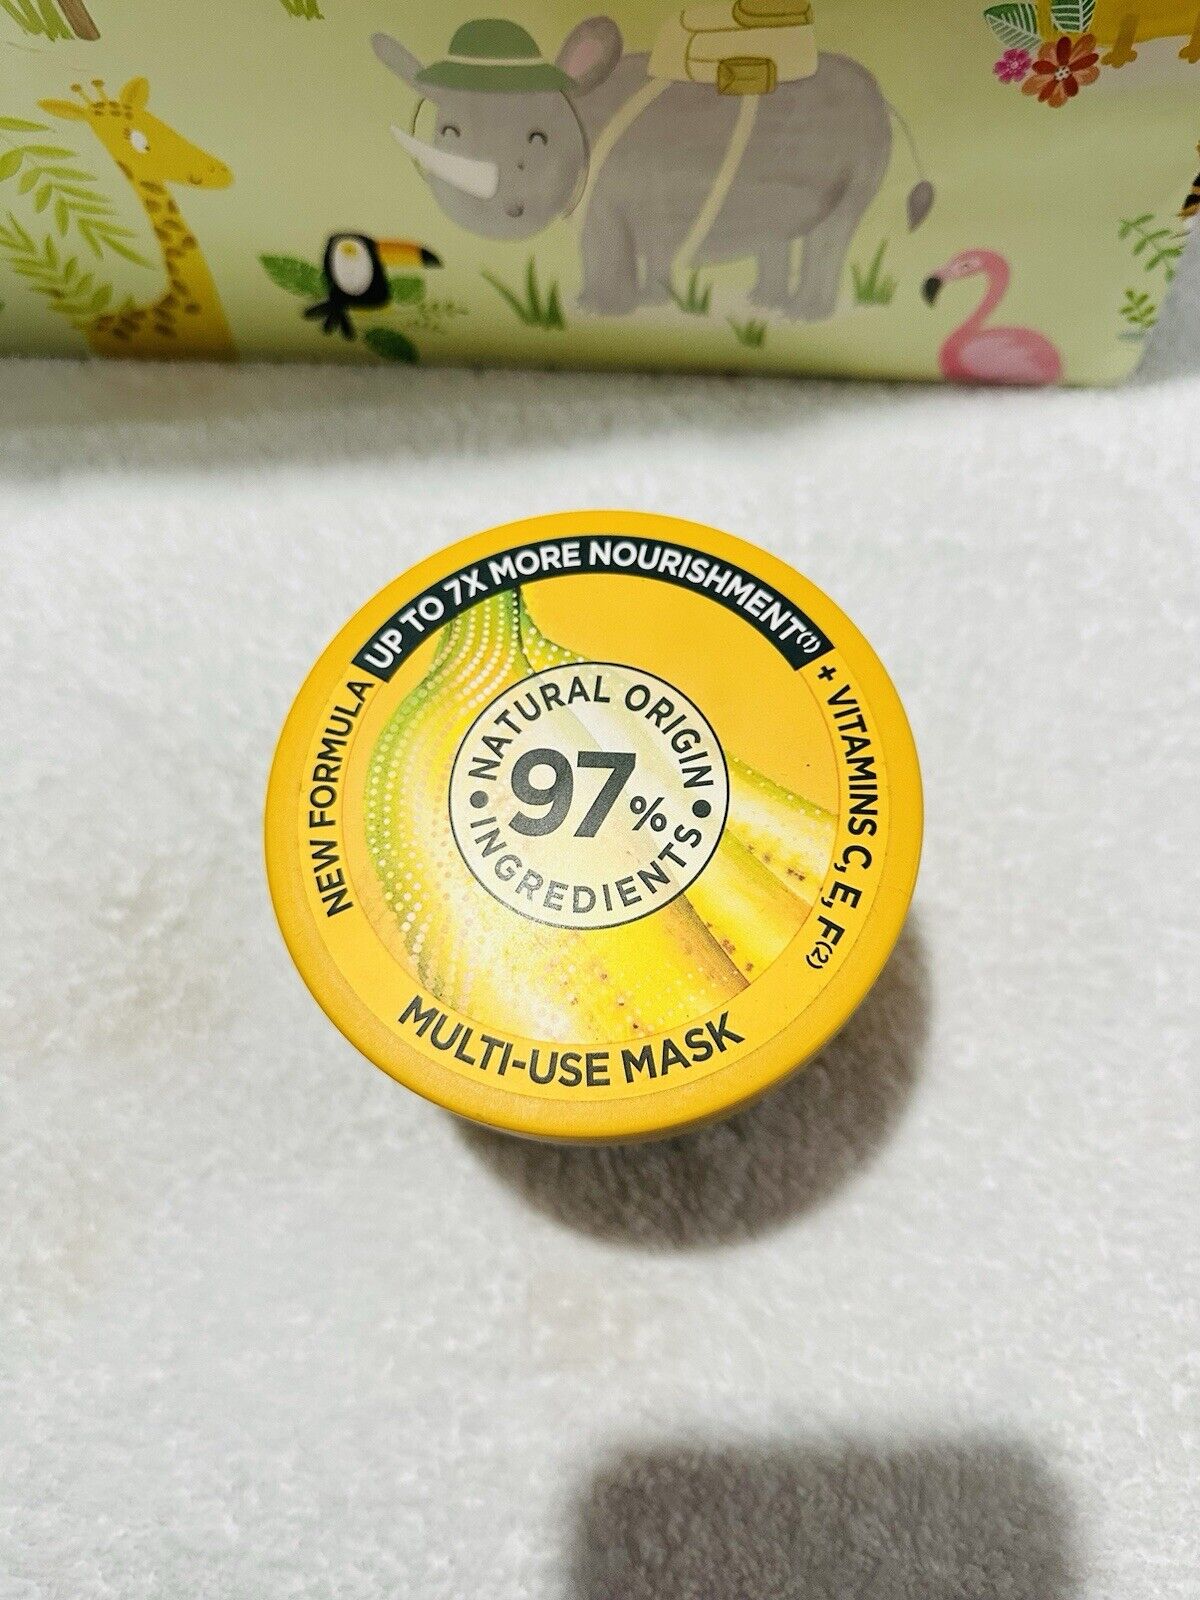 NEW FORMULA UP TO 7X MORE NOURISHMENT(1) + VITAMINS C, E, F(2)
NATURAL ORIGIN
97%
• INGREDIENTS •
MULTI-USE MASK